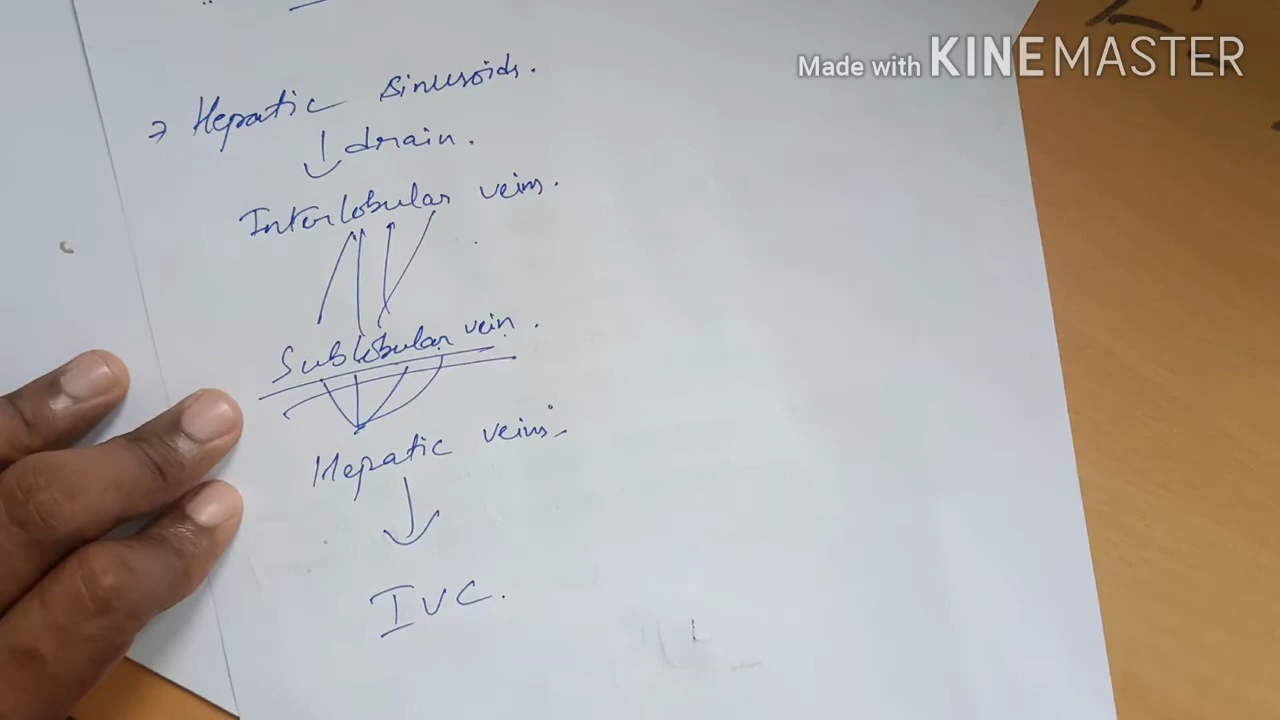 Made with KINEMASTER
→ Hepatic sinusoids.
↓ drain.
Interlobular veins.
Sublobular vein.
Hepatic veins.
↓
IVC.